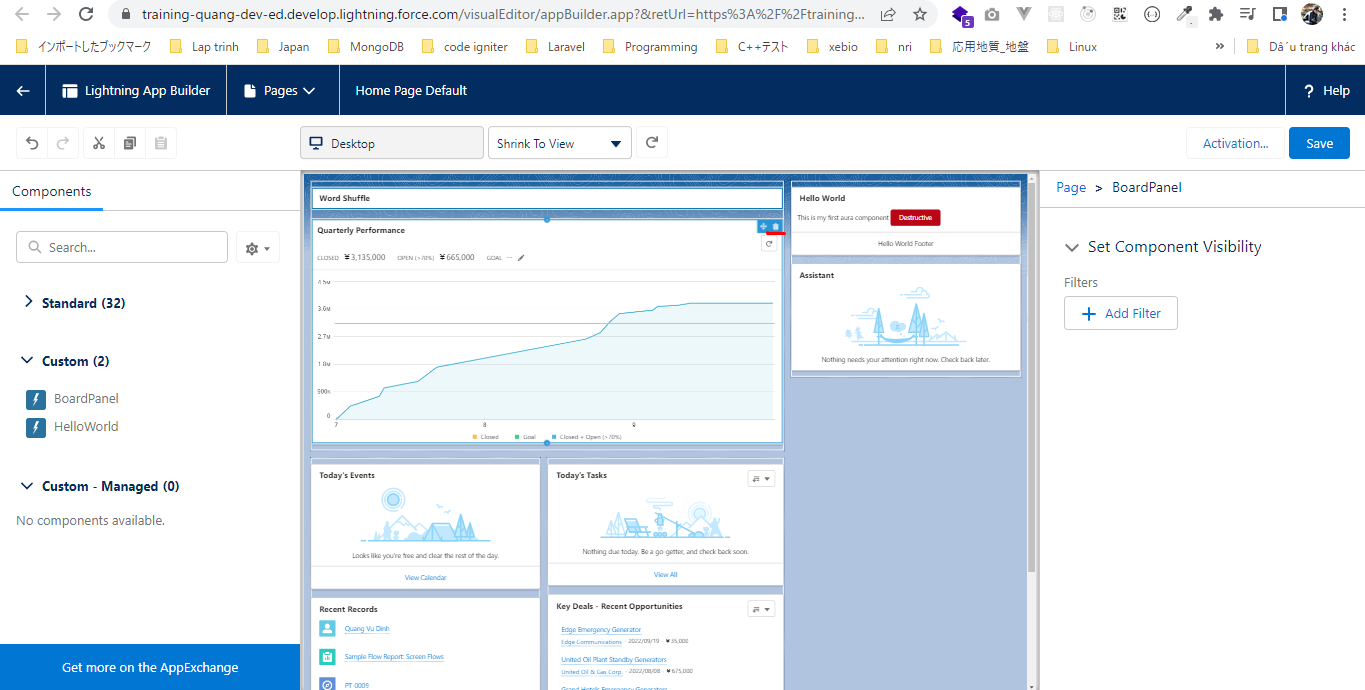 training-quang-dev-ed.develop.lightning.force.com/visualEditor/appBuilder.app?&retUrl=https%3A%2F%2Ftraining...
5
インポートしたブックマーク
Lap trinh
Japan
MongoDB
code igniter
Laravel
Programming
C++テスト
xebio
nri
応用地質_地盤
Linux
»
Dấu trang khác
Lightning App Builder
Pages
Home Page Default
? Help
Desktop
Shrink To View
Activation...
Save
Components
Search...
Standard (32)
Custom (2)
BoardPanel
HelloWorld
Custom - Managed (0)
No components available.
Get more on the AppExchange
Word Shuffle
Quarterly Performance
CLOSED ¥3,135,000 OPEN (>70%) ¥665,000 GOAL --
4.5M
3.6M
2.7M
1.8M
900k
0
7 8 9
Closed Goal Closed + Open (>70%)
Today's Events
Looks like you're free and clear the rest of the day.
View Calendar
Today's Tasks
Nothing due today. Be a go-getter, and check back soon.
View All
Recent Records
Quang Vu Dinh
Sample Flow Report: Screen Flows
PT-0009
Key Deals - Recent Opportunities
Edge Emergency Generator
Edge Communications · 2022/09/19 · ¥35,000
United Oil Plant Standby Generators
United Oil & Gas Corp. · 2022/08/08 · ¥675,000
Grand Hotels Emergency Generators
Hello World
This is my first aura component
Destructive
Hello World Footer
Assistant
Nothing needs your attention right now. Check back later.
Page > BoardPanel
Set Component Visibility
Filters
+ Add Filter